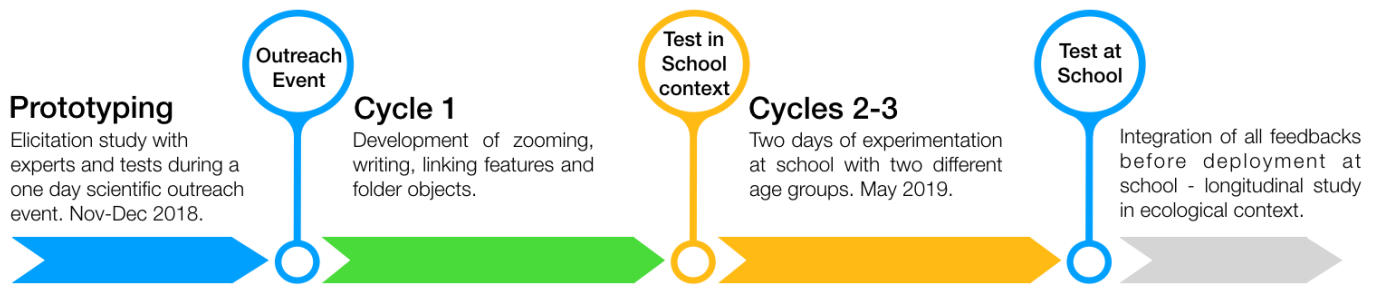 Outreach
Event
Test in
School
context
Test at
School
Prototyping
Elicitation study with
experts and tests during a
one day scientific outreach
event. Nov-Dec 2018.
Cycle 1
Development of zooming,
writing, linking features and
folder objects.
Cycles 2-3
Two days of experimentation
at school with two different
age groups. May 2019.
Integration of all feedbacks
before deployment at
school - longitudinal study
in ecological context.